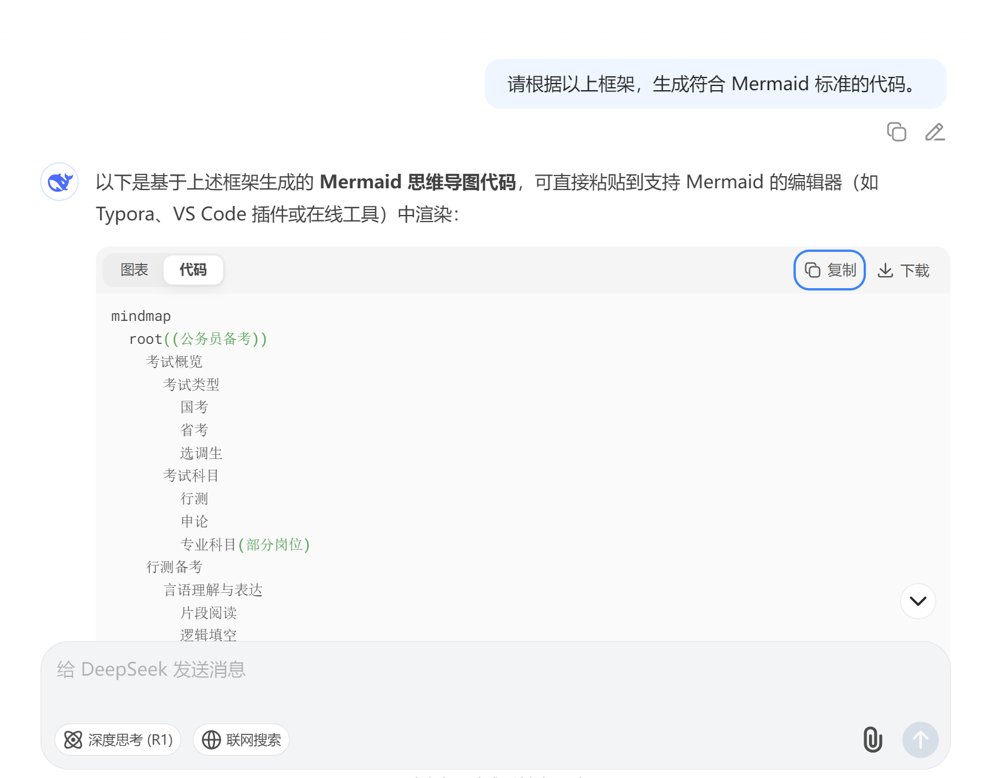 请根据以上框架，生成符合 Mermaid 标准的代码。
以下是基于上述框架生成的 Mermaid 思维导图代码，可直接粘贴到支持 Mermaid 的编辑器（如
Typora、VS Code 插件或在线工具）中渲染：
图表 代码 复制 下载
mindmap
root((公务员备考))
考试概览
考试类型
国考
省考
选调生
考试科目
行测
申论
专业科目(部分岗位)
行测备考
言语理解与表达
片段阅读
逻辑填空
给 DeepSeek 发送消息
深度思考 (R1) 联网搜索